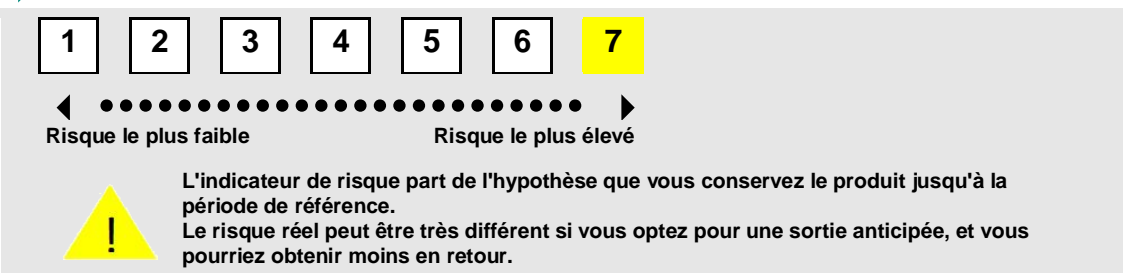 1 2 3 4 5 6 7
Risque le plus faible Risque le plus élevé
L'indicateur de risque part de l'hypothèse que vous conservez le produit jusqu'à la
période de référence.
Le risque réel peut être très différent si vous optez pour une sortie anticipée, et vous
pourriez obtenir moins en retour.
!